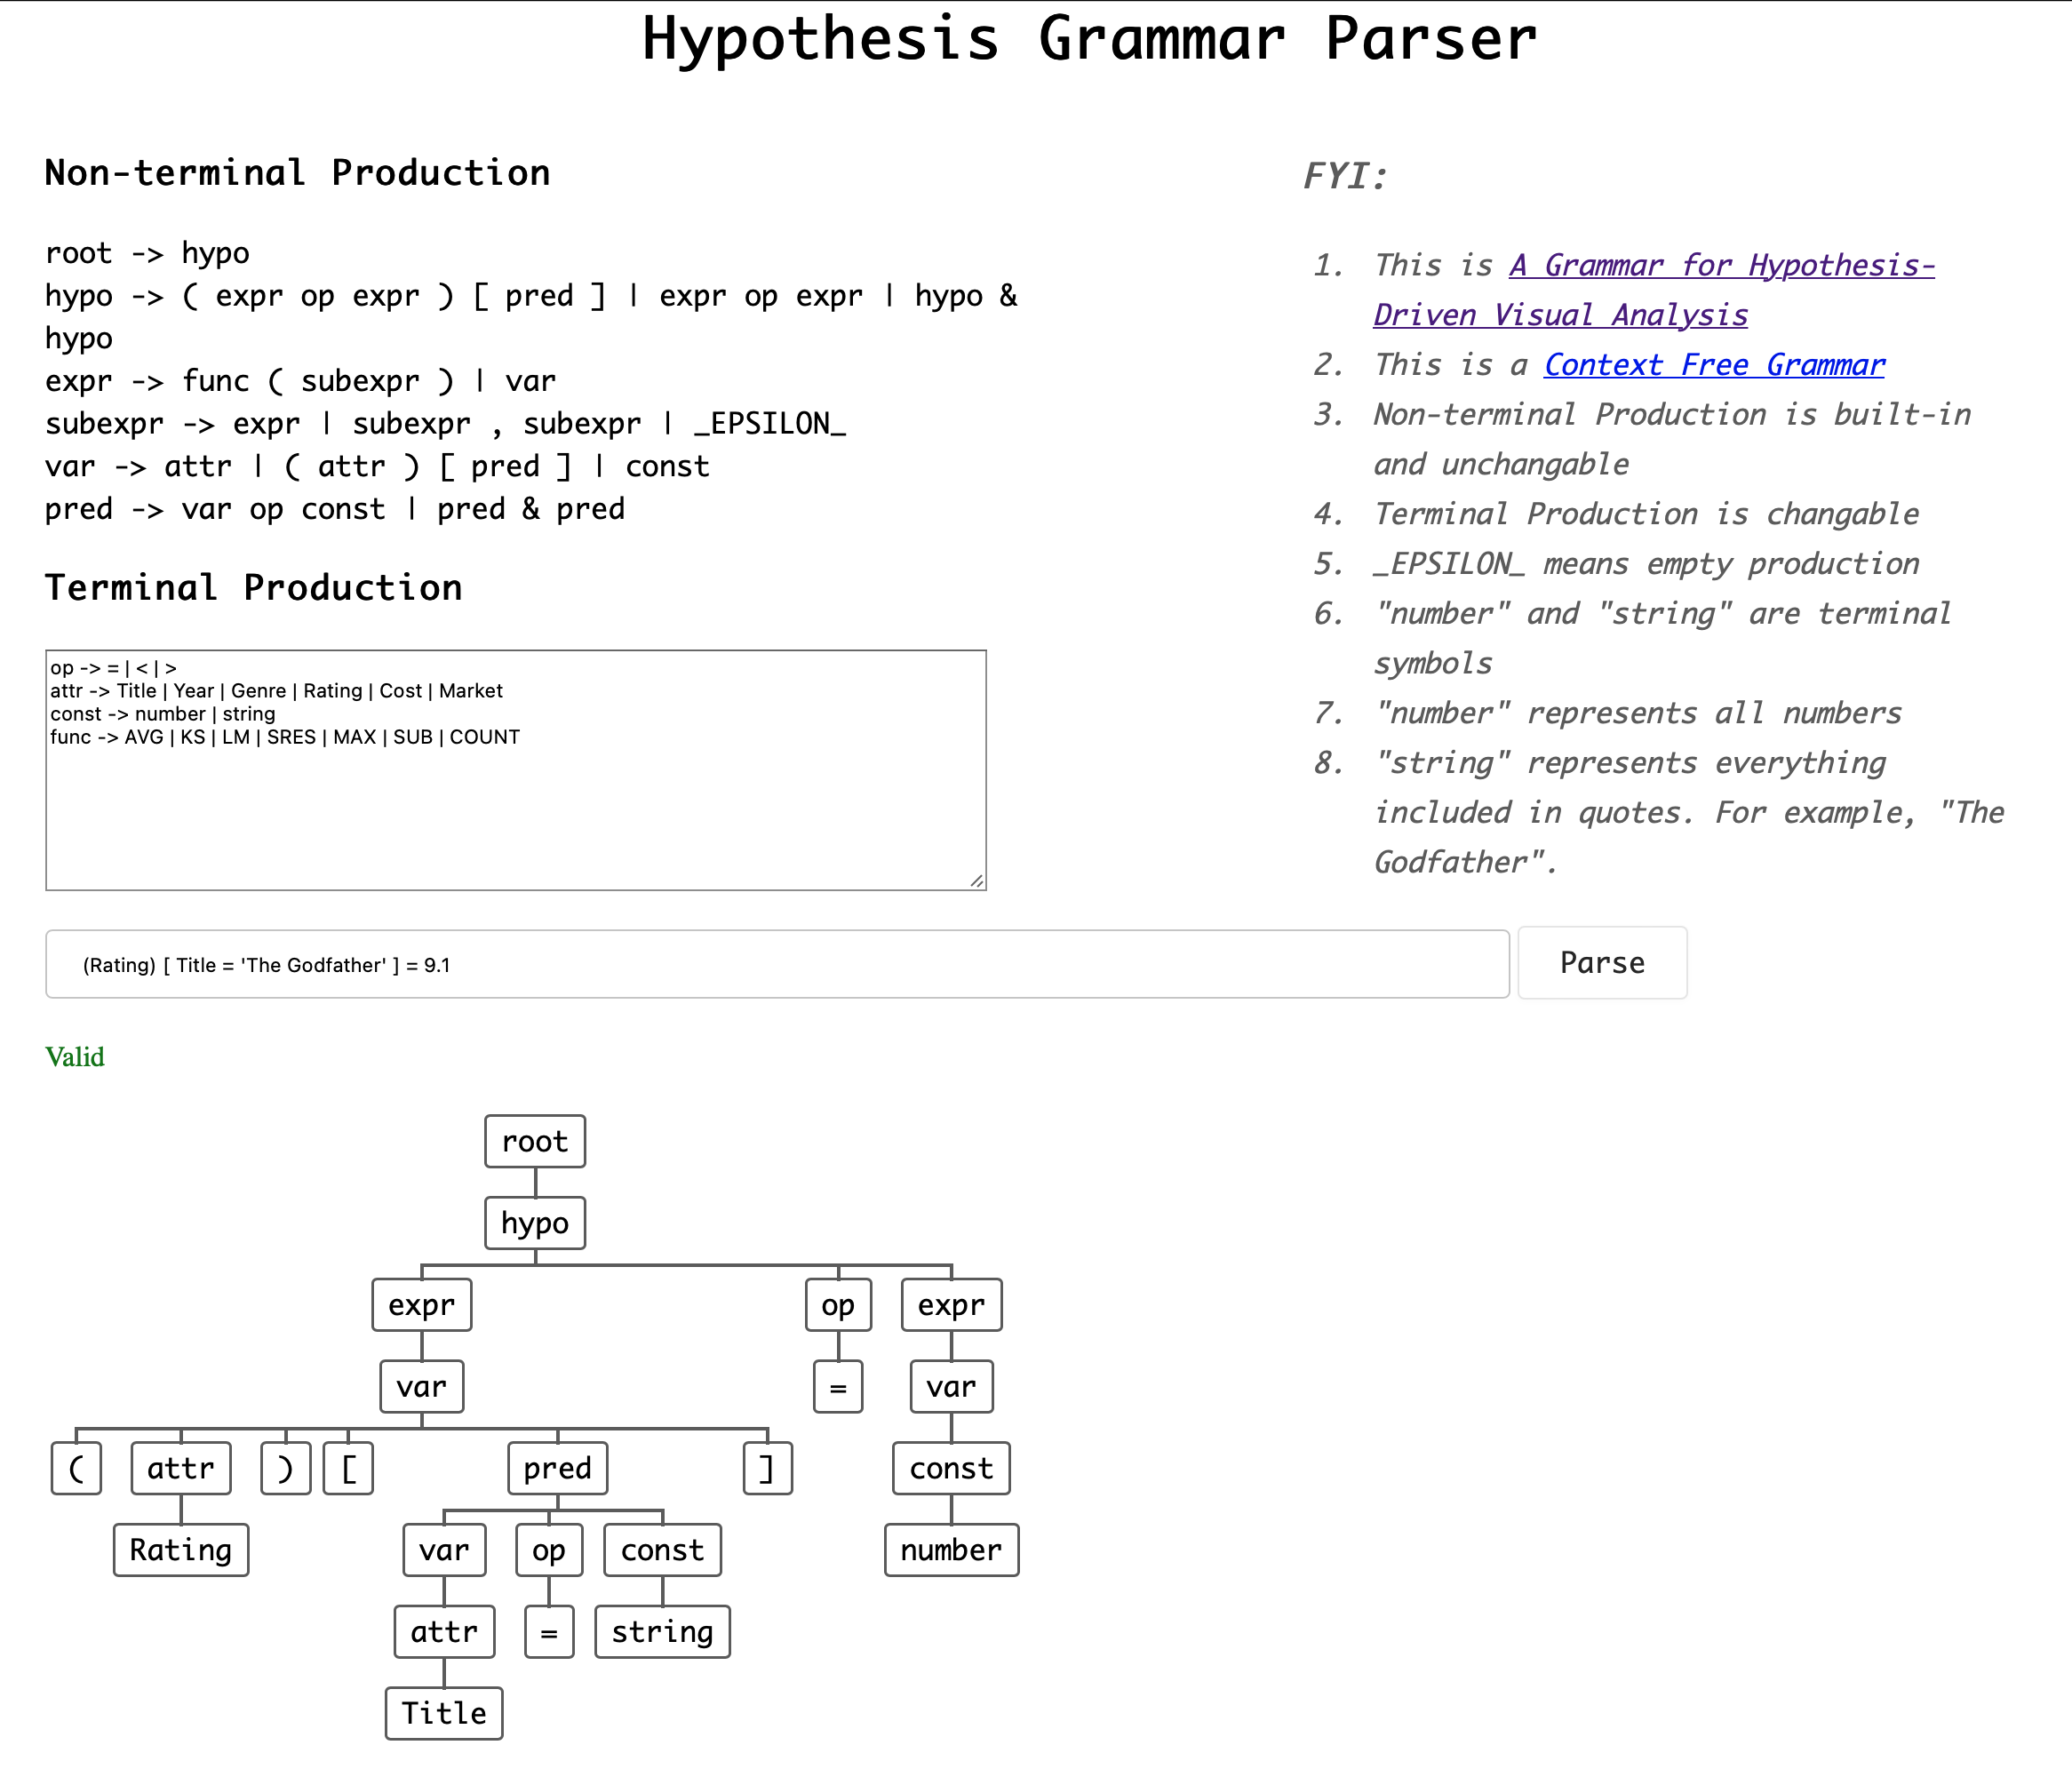 Hypothesis Grammar Parser
Non-terminal Production
root -> hypo
hypo -> ( expr op expr ) [ pred ] | expr op expr | hypo &
hypo
expr -> func ( subexpr ) | var
subexpr -> expr | subexpr , subexpr | _EPSILON_
var -> attr | ( attr ) [ pred ] | const
pred -> var op const | pred & pred
Terminal Production
op -> = | < | >
attr -> Title | Year | Genre | Rating | Cost | Market
const -> number | string
func -> AVG | KS | LM | SRES | MAX | SUB | COUNT
FYI:
1. This is A Grammar for Hypothesis-
Driven Visual Analysis
2. This is a Context Free Grammar
3. Non-terminal Production is built-in
and unchangable
4. Terminal Production is changable
5. _EPSILON_ means empty production
6. "number" and "string" are terminal
symbols
7. "number" represents all numbers
8. "string" represents everything
included in quotes. For example, "The
Godfather".
(Rating) [ Title = 'The Godfather' ] = 9.1
Parse
Valid
root
hypo
expr op expr
var = var
( attr ) [ pred ] const
Rating var op const number
attr = string
Title